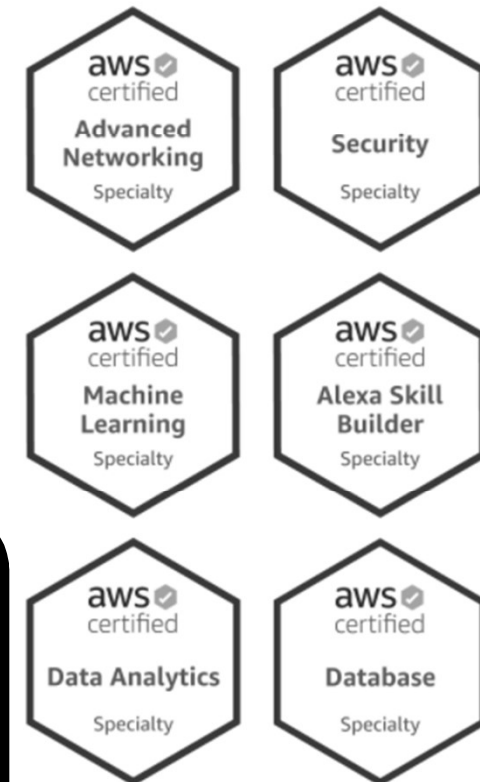 aws
certified
Advanced
Networking
Specialty
aws
certified
Security
Specialty
aws
certified
Machine
Learning
Specialty
aws
certified
Alexa Skill
Builder
Specialty
aws
certified
Data Analytics
Specialty
aws
certified
Database
Specialty